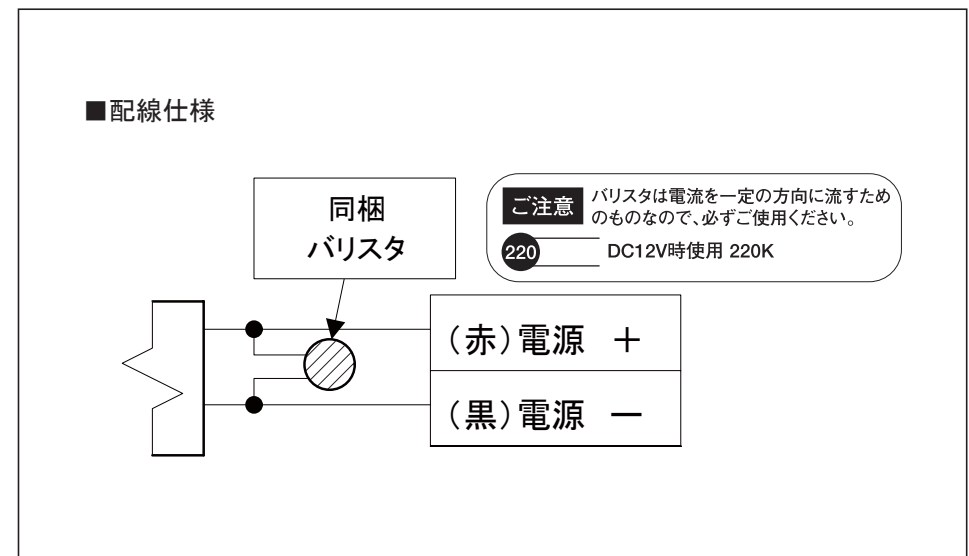 ■配線仕様
同梱
バリスタ
ご注意
バリスタは電流を一定の方向に流すため
のものなので、必ずご使用ください。
220
DC12V時使用 220K
（赤）電源 ＋
（黒）電源 －